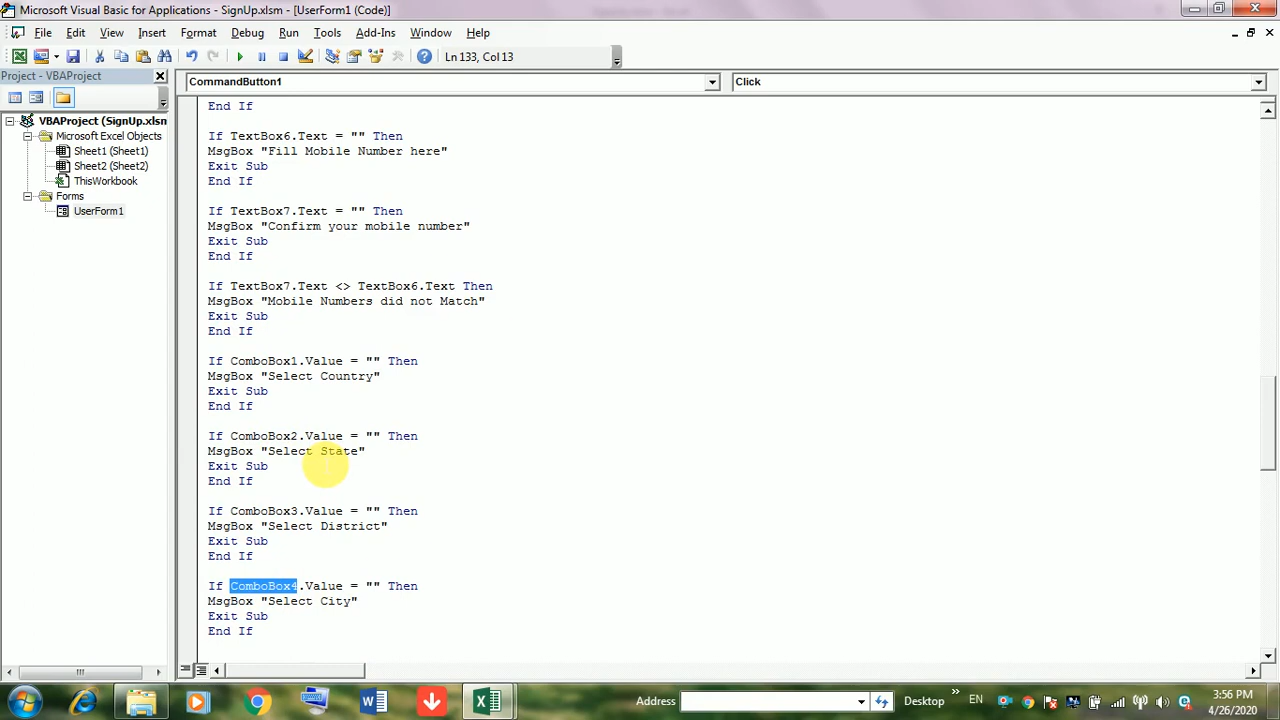 Microsoft Visual Basic for Applications - SignUp.xlsm - [UserForm1 (Code)]
File Edit View Insert Format Debug Run Tools Add-Ins Window Help
Ln 133, Col 13
Project - VBAProject
CommandButton1 Click
VBAProject (SignUp.xlsm
Microsoft Excel Objects
Sheet1 (Sheet1)
Sheet2 (Sheet2)
ThisWorkbook
Forms
UserForm1
End If
If TextBox6.Text = "" Then
MsgBox "Fill Mobile Number here"
Exit Sub
End If
If TextBox7.Text = "" Then
MsgBox "Confirm your mobile number"
Exit Sub
End If
If TextBox7.Text <> TextBox6.Text Then
MsgBox "Mobile Numbers did not Match"
Exit Sub
End If
If ComboBox1.Value = "" Then
MsgBox "Select Country"
Exit Sub
End If
If ComboBox2.Value = "" Then
MsgBox "Select State"
Exit Sub
End If
If ComboBox3.Value = "" Then
MsgBox "Select District"
Exit Sub
End If
If ComboBox4.Value = "" Then
MsgBox "Select City"
Exit Sub
End If
Address Desktop » EN 3:56 PM
4/26/2020